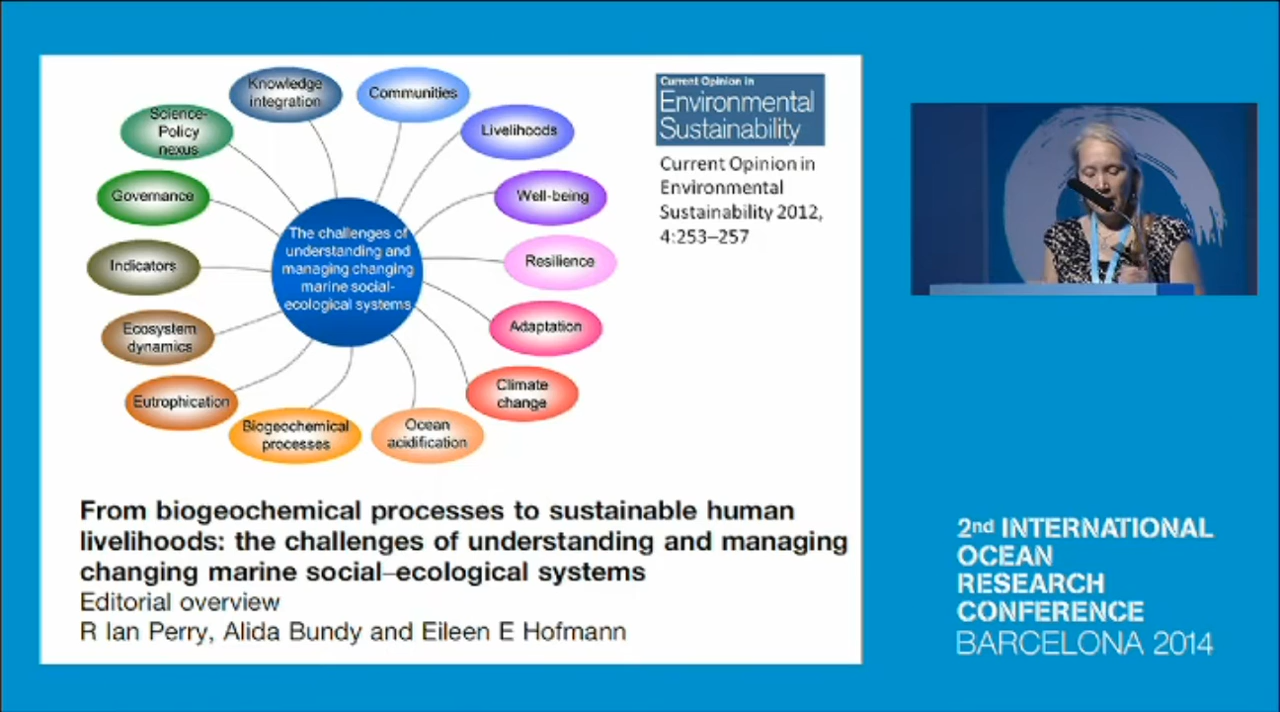 Knowledge
integration
Communities
Science-
Policy
nexus
Livelihoods
Governance
Well-being
The challenges of
understanding and
managing changing
marine social-
ecological systems
Indicators
Resilience
Ecosystem
dynamics
Adaptation
Eutrophication
Climate
change
Biogeochemical
processes
Ocean
acidification
Current Opinion in
Environmental
Sustainability
Current Opinion in
Environmental
Sustainability 2012,
4:253–257
From biogeochemical processes to sustainable human
livelihoods: the challenges of understanding and managing
changing marine social–ecological systems
Editorial overview
R Ian Perry, Alida Bundy and Eileen E Hofmann
2nd INTERNATIONAL
OCEAN
RESEARCH
CONFERENCE
BARCELONA 2014